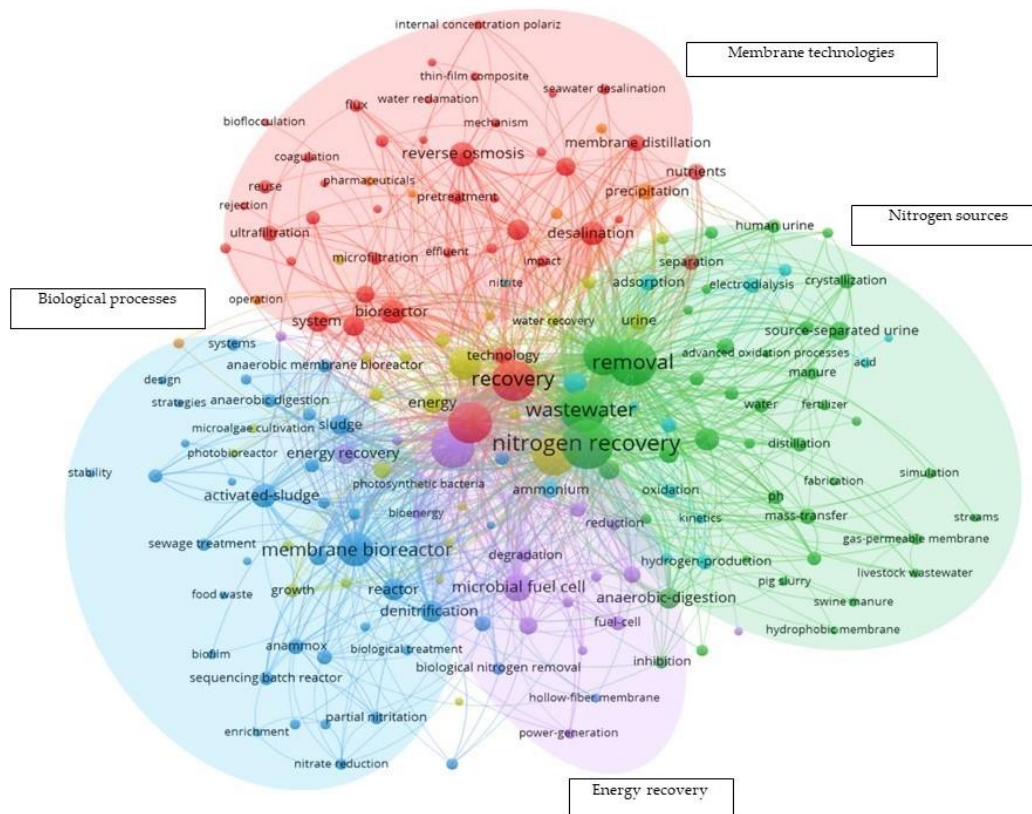 internal concentration polariz
Membrane technologies
thin-film composite
seawater desalination
flux
water reclamation
bioflocculation
mechanism
coagulation
reverse osmosis
membrane distillation
reuse
pharmaceuticals
nutrients
precipitation
pretreatment
rejection
Nitrogen sources
ultrafiltration
desalination
human urine
effluent
microfiltration
impact
separation
nitrite
adsorption
electrodialysis
crystallization
Biological processes
operation
bioreactor
system
water recovery
urine
source-separated urine
systems
technology
removal
advanced oxidation processes
anaerobic membrane bioreactor
acid
design
recovery
manure
anaerobic digestion
energy
strategies
wastewater
water
fertilizer
sludge
microalgae cultivation
nitrogen recovery
distillation
energy recovery
photobioreactor
stability
photosynthetic bacteria
ammonium
simulation
activated-sludge
oxidation
fabrication
bioenergy
ph
mass-transfer
streams
kinetics
reduction
gas-permeable membrane
sewage treatment
membrane bioreactor
degradation
hydrogen-production
livestock wastewater
microbial fuel cell
pig slurry
food waste
growth
reactor
anaerobic-digestion
swine manure
denitrification
fuel-cell
hydrophobic membrane
anammox
biological treatment
biofilm
inhibition
sequencing batch reactor
biological nitrogen removal
hollow-fiber membrane
partial nitritation
enrichment
power-generation
nitrate reduction
Energy recovery